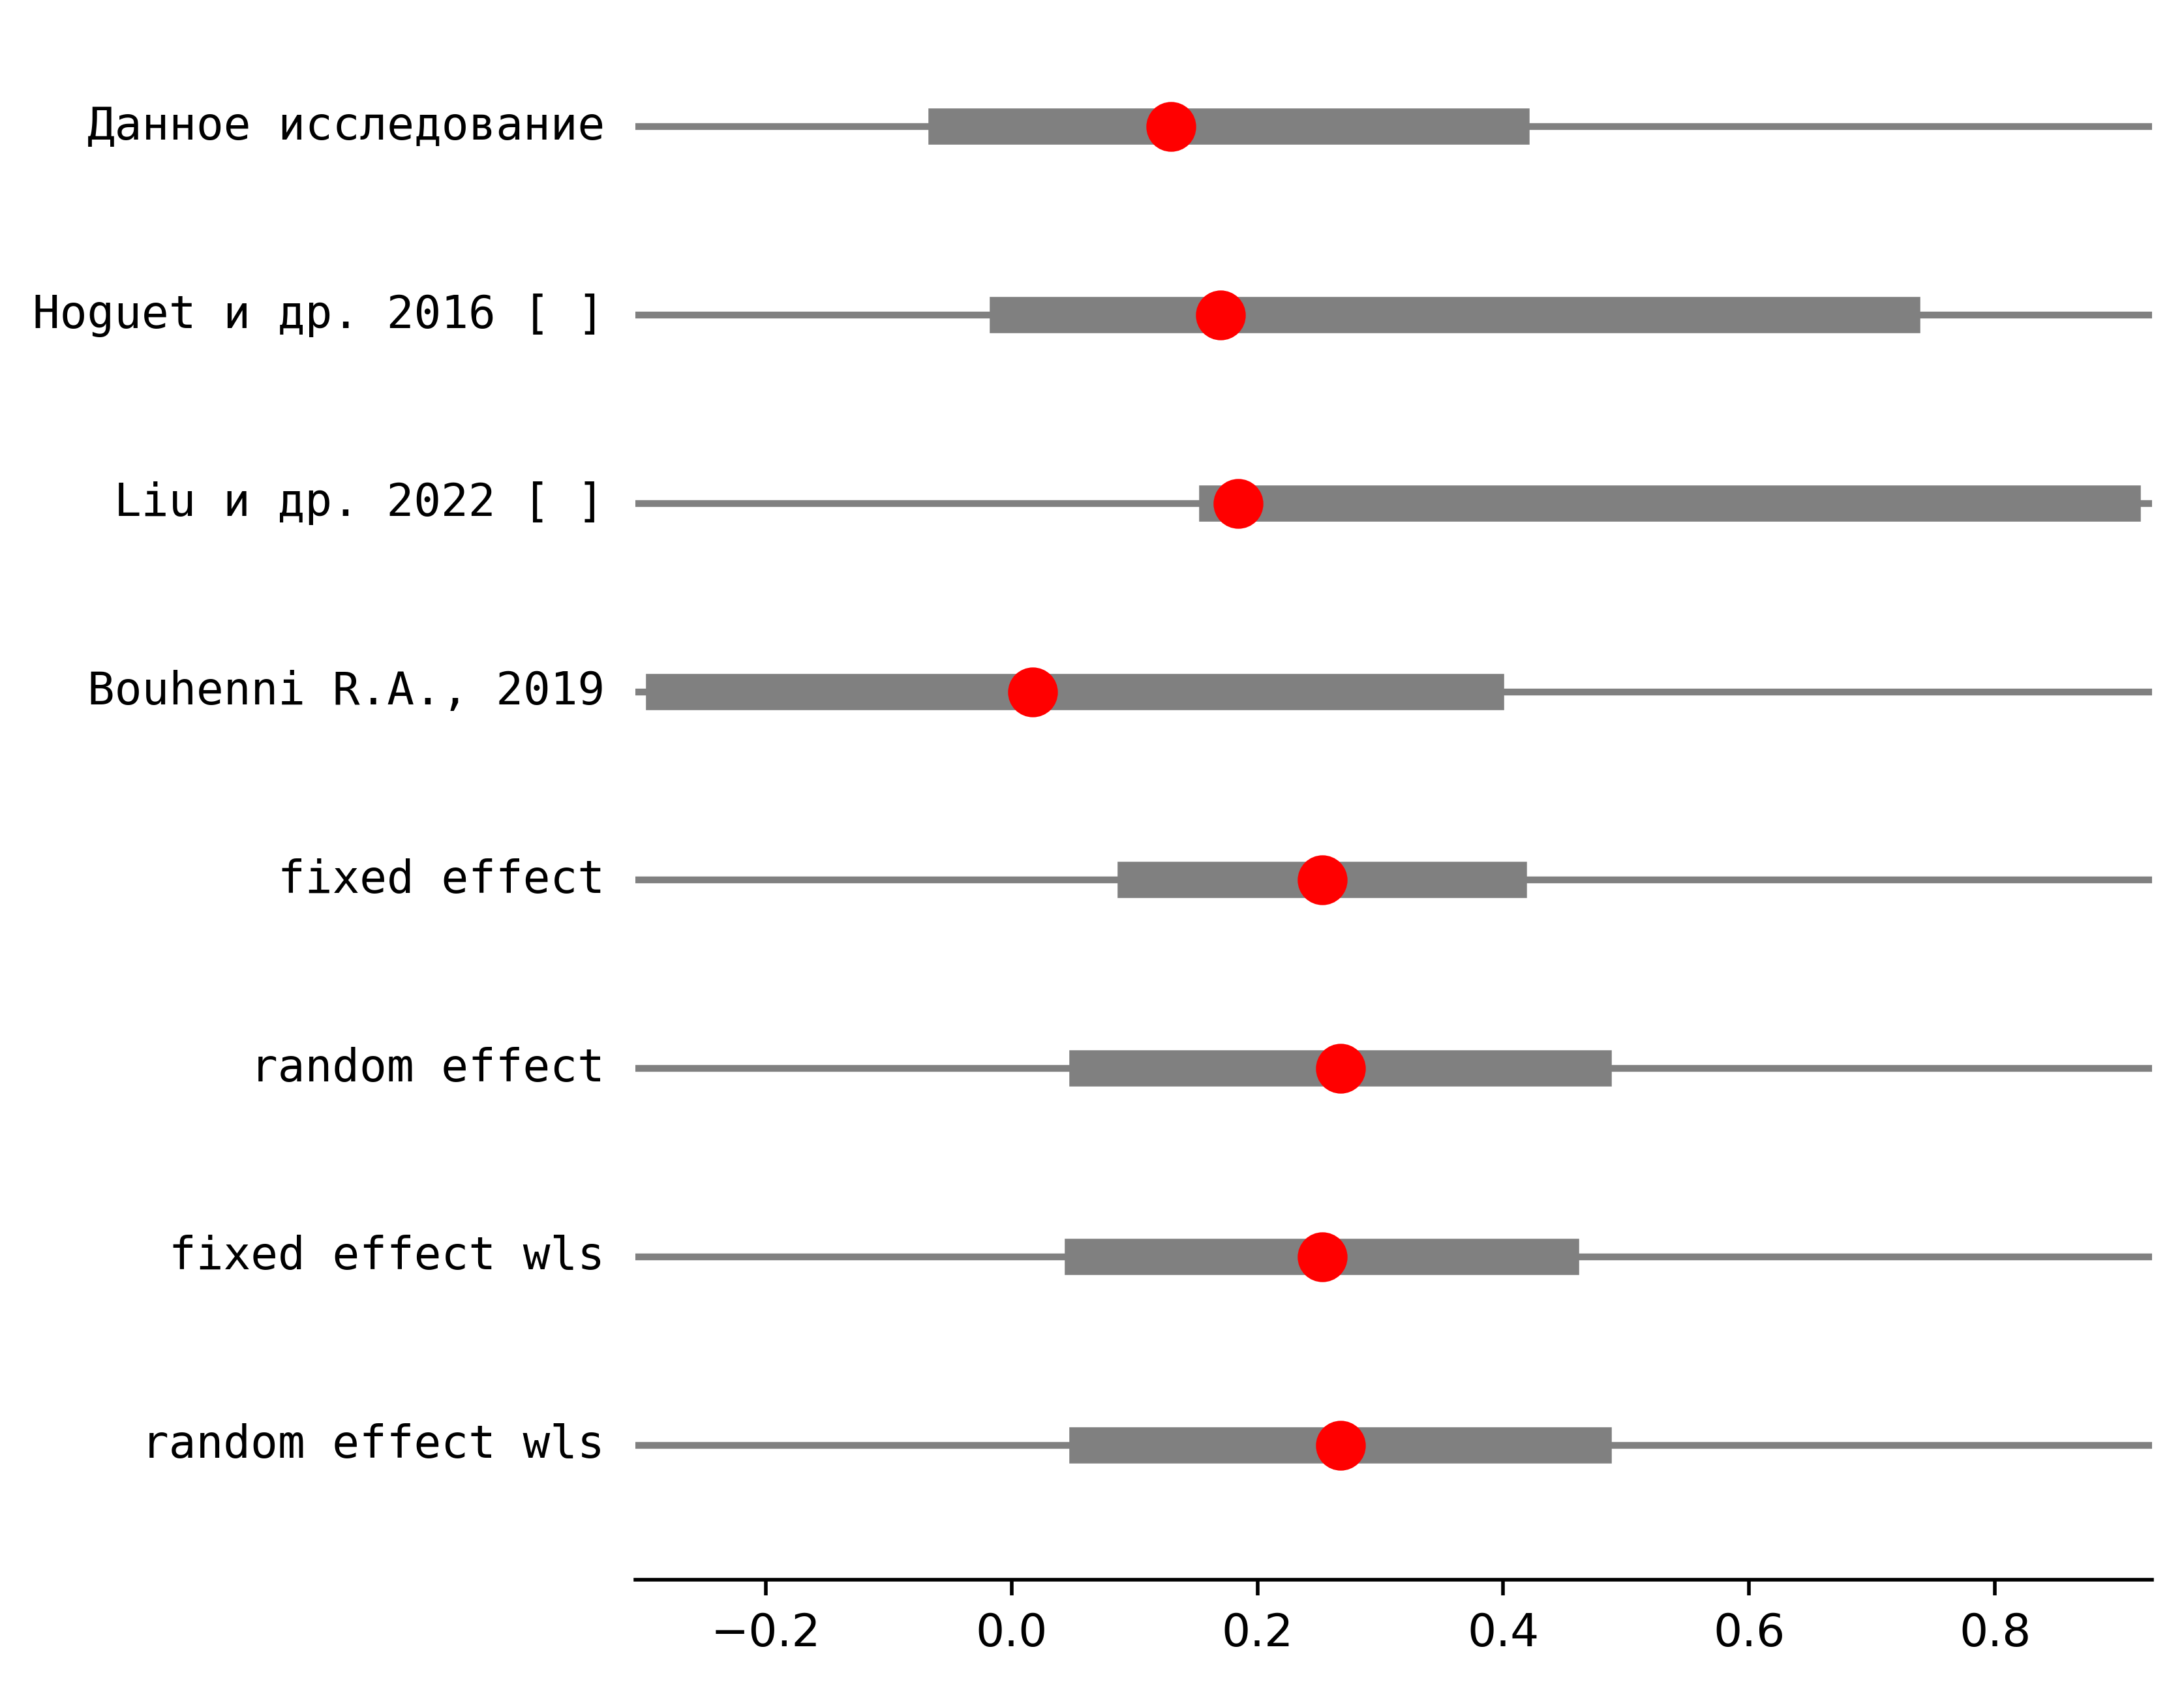 Данное исследование
Hoguet и др. 2016 [ ]
Liu и др. 2022 [ ]
Bouhenni R.A., 2019
fixed effect
random effect
fixed effect wls
random effect wls
−0.2 0.0 0.2 0.4 0.6 0.8